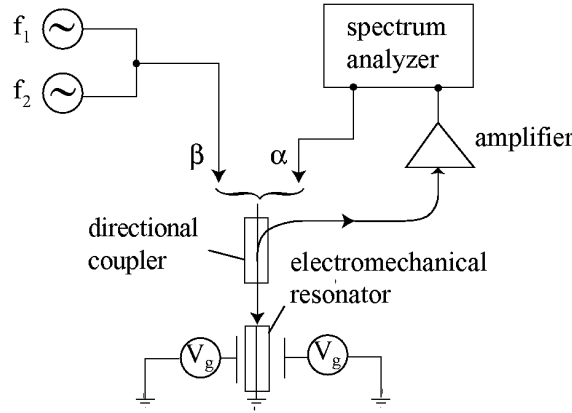 f1
f2
spectrum
analyzer
amplifier
β
α
directional
coupler
electromechanical
resonator
Vg
Vg